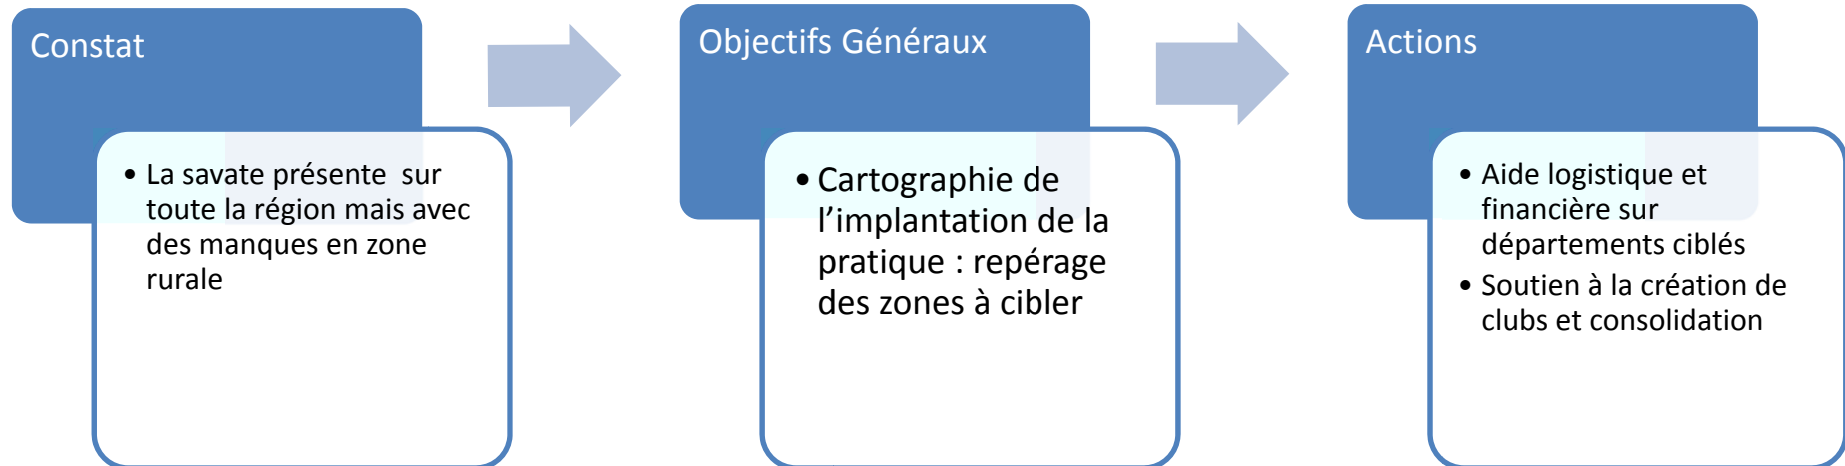 Constat
• La savate présente  sur
toute la région mais avec
des manques en zone
rurale
Objectifs Généraux
• Cartographie de
l’implantation de la
pratique : repérage
des zones à cibler
Actions
• Aide logistique et
financière sur
départements ciblés
• Soutien à la création de
clubs et consolidation